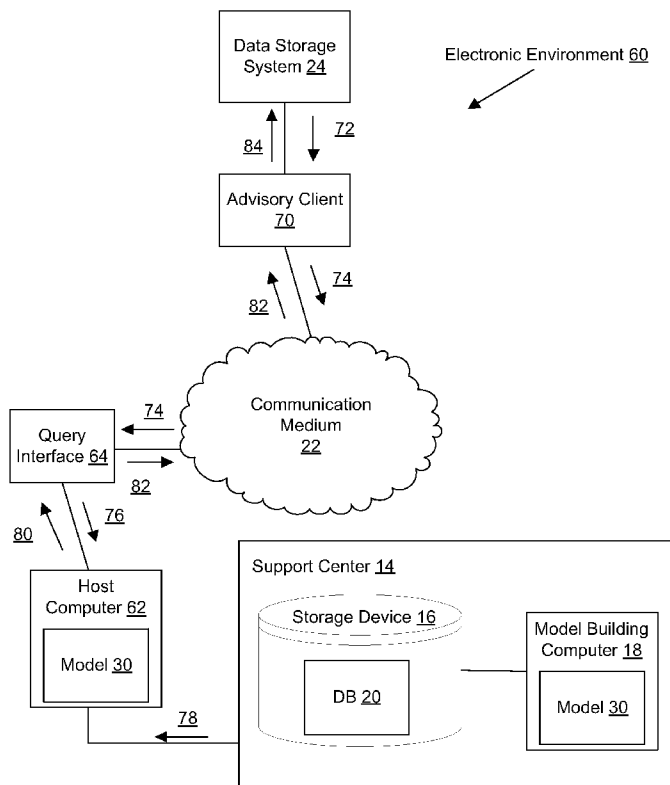 Data Storage
System 24
Electronic Environment 60
84
72
Advisory Client
70
82
74
Communication
Medium
22
74
Query
Interface 64
82
80
76
Host
Computer 62
Model 30
78
Support Center 14
Storage Device 16
DB 20
Model Building
Computer 18
Model 30